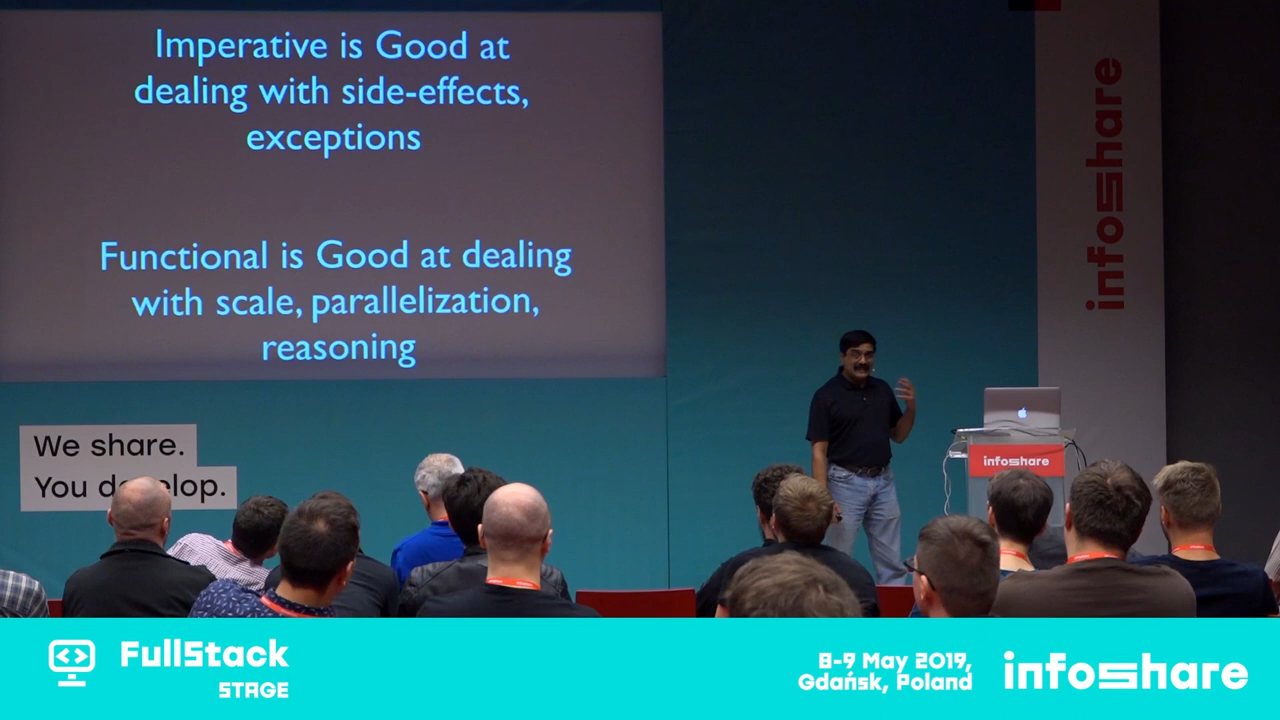 Imperative is Good at
dealing with side-effects,
exceptions
Functional is Good at dealing
with scale, parallelization,
reasoning
infoshare
We share.
You develop.
infoshare
FullStack
STAGE
8-9 May 2019,
Gdańsk, Poland
infoshare